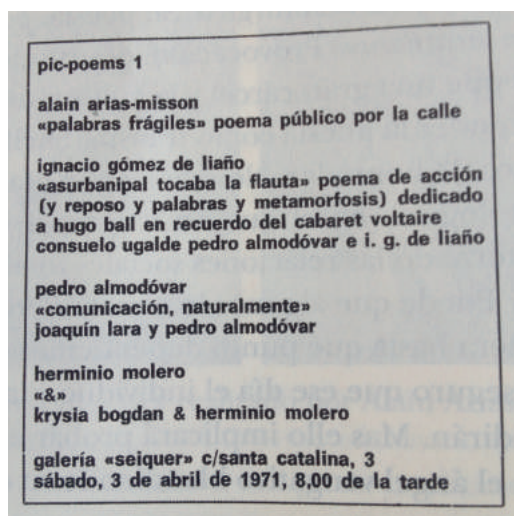 pic-poems 1
alain arias-misson
«palabras frágiles» poema público por la calle
ignacio gómez de liaño
«asurbanipal tocaba la flauta» poema de acción
(y reposo y palabras y metamorfosis) dedicado
a hugo ball en recuerdo del cabaret voltaire
consuelo ugalde pedro almodóvar e i. g. de liaño
pedro almodóvar
«comunicación, naturalmente»
joaquín lara y pedro almodóvar
herminio molero
«&»
krysia bogdan & herminio molero
galería «seiquer» c/santa catalina, 3
sábado, 3 de abril de 1971, 8,00 de la tarde